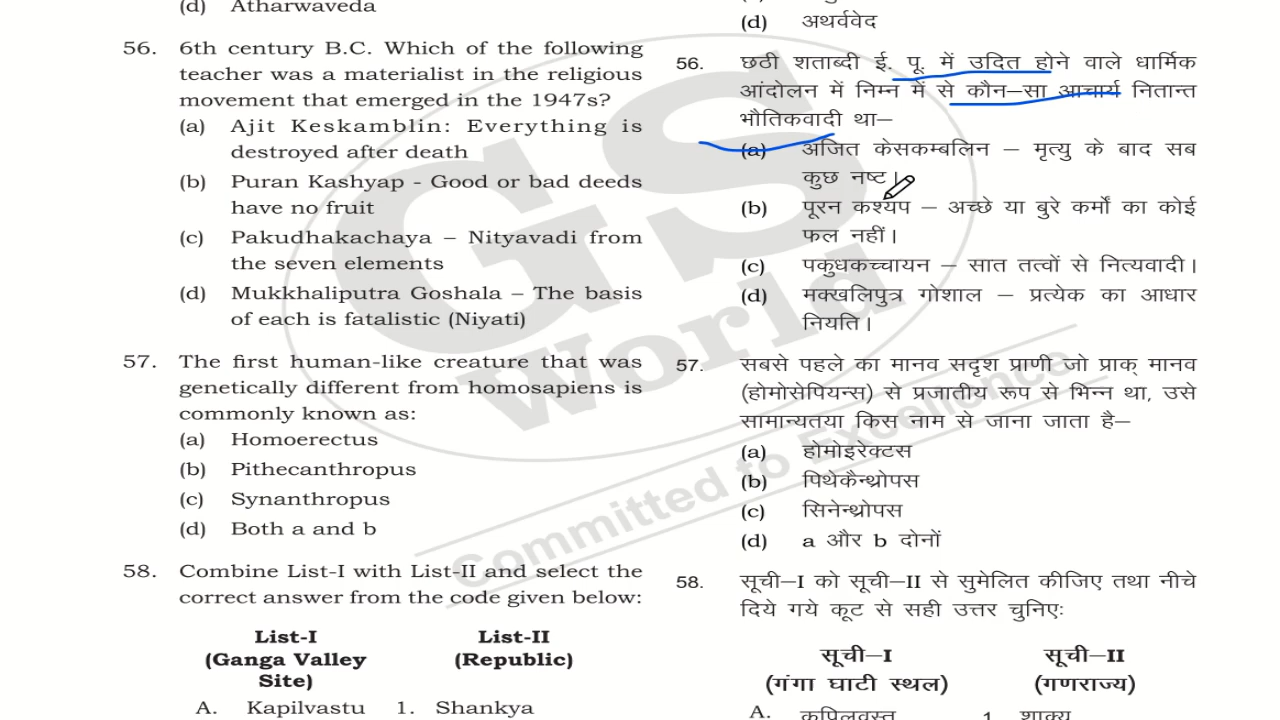 (d) Atharwaveda
56. 6th century B.C. Which of the following
teacher was a materialist in the religious
movement that emerged in the 1947s?
(a) Ajit Keskamblin: Everything is
destroyed after death
(b) Puran Kashyap - Good or bad deeds
have no fruit
(c) Pakudhakachaya – Nityavadi from
the seven elements
(d) Mukkhaliputra Goshala – The basis
of each is fatalistic (Niyati)
57. The first human-like creature that was
genetically different from homosapiens is
commonly known as:
(a) Homoerectus
(b) Pithecanthropus
(c) Synanthropus
(d) Both a and b
58. Combine List-I with List-II and select the
correct answer from the code given below:
List-I List-II
(Ganga Valley (Republic)
Site)
A. Kapilvastu 1. Shankya
(d) अथर्ववेद
56. छठी शताब्दी ई. पू. में उदित होने वाले धार्मिक
आंदोलन में निम्न में से कौन–सा आचार्य नितान्त
भौतिकवादी था–
(a) अजित केसकम्बलिन – मृत्यु के बाद सब
कुछ नष्ट।
(b) पूरन कश्यप – अच्छे या बुरे कर्मों का कोई
फल नहीं।
(c) पकुधकच्चायन – सात तत्वों से नित्यवादी।
(d) मक्खलिपुत्र गोशाल – प्रत्येक का आधार
नियति।
57. सबसे पहले का मानव सदृश प्राणी जो प्राक् मानव
(होमोसेपियन्स) से प्रजातीय रूप से भिन्न था, उसे
सामान्यतया किस नाम से जाना जाता है–
(a) होमोइरेक्टस
(b) पिथेकैन्थ्रोपस
(c) सिनेन्थ्रोपस
(d) a और b दोनों
58. सूची–I को सूची–II से सुमेलित कीजिए तथा नीचे
दिये गये कूट से सही उत्तर चुनिए:
सूची–I सूची–II
(गंगा घाटी स्थल) (गणराज्य)
A. कपिलवस्तु 1. शाक्य
GS
World
Committed to Excellence